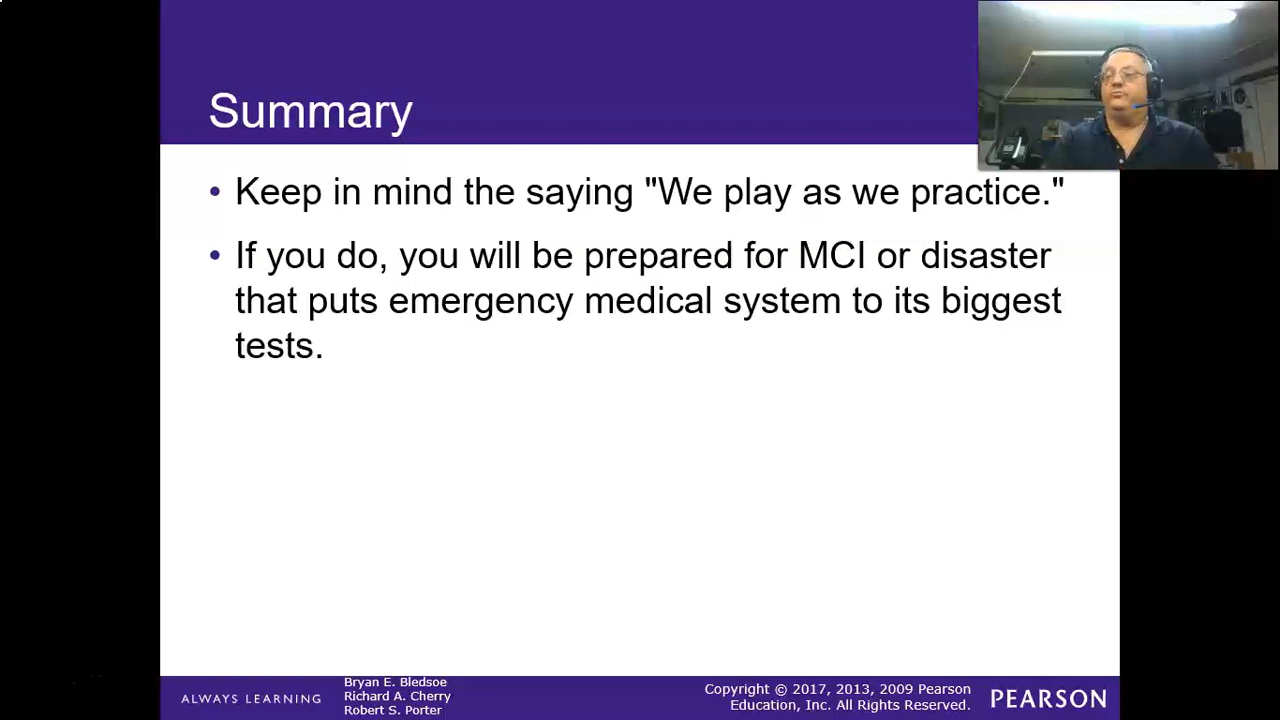 Summary
• Keep in mind the saying "We play as we practice."
• If you do, you will be prepared for MCI or disaster
that puts emergency medical system to its biggest
tests.
ALWAYS LEARNING
Bryan E. Bledsoe
Richard A. Cherry
Robert S. Porter
Copyright © 2017, 2013, 2009 Pearson
Education, Inc. All Rights Reserved.
PEARSON